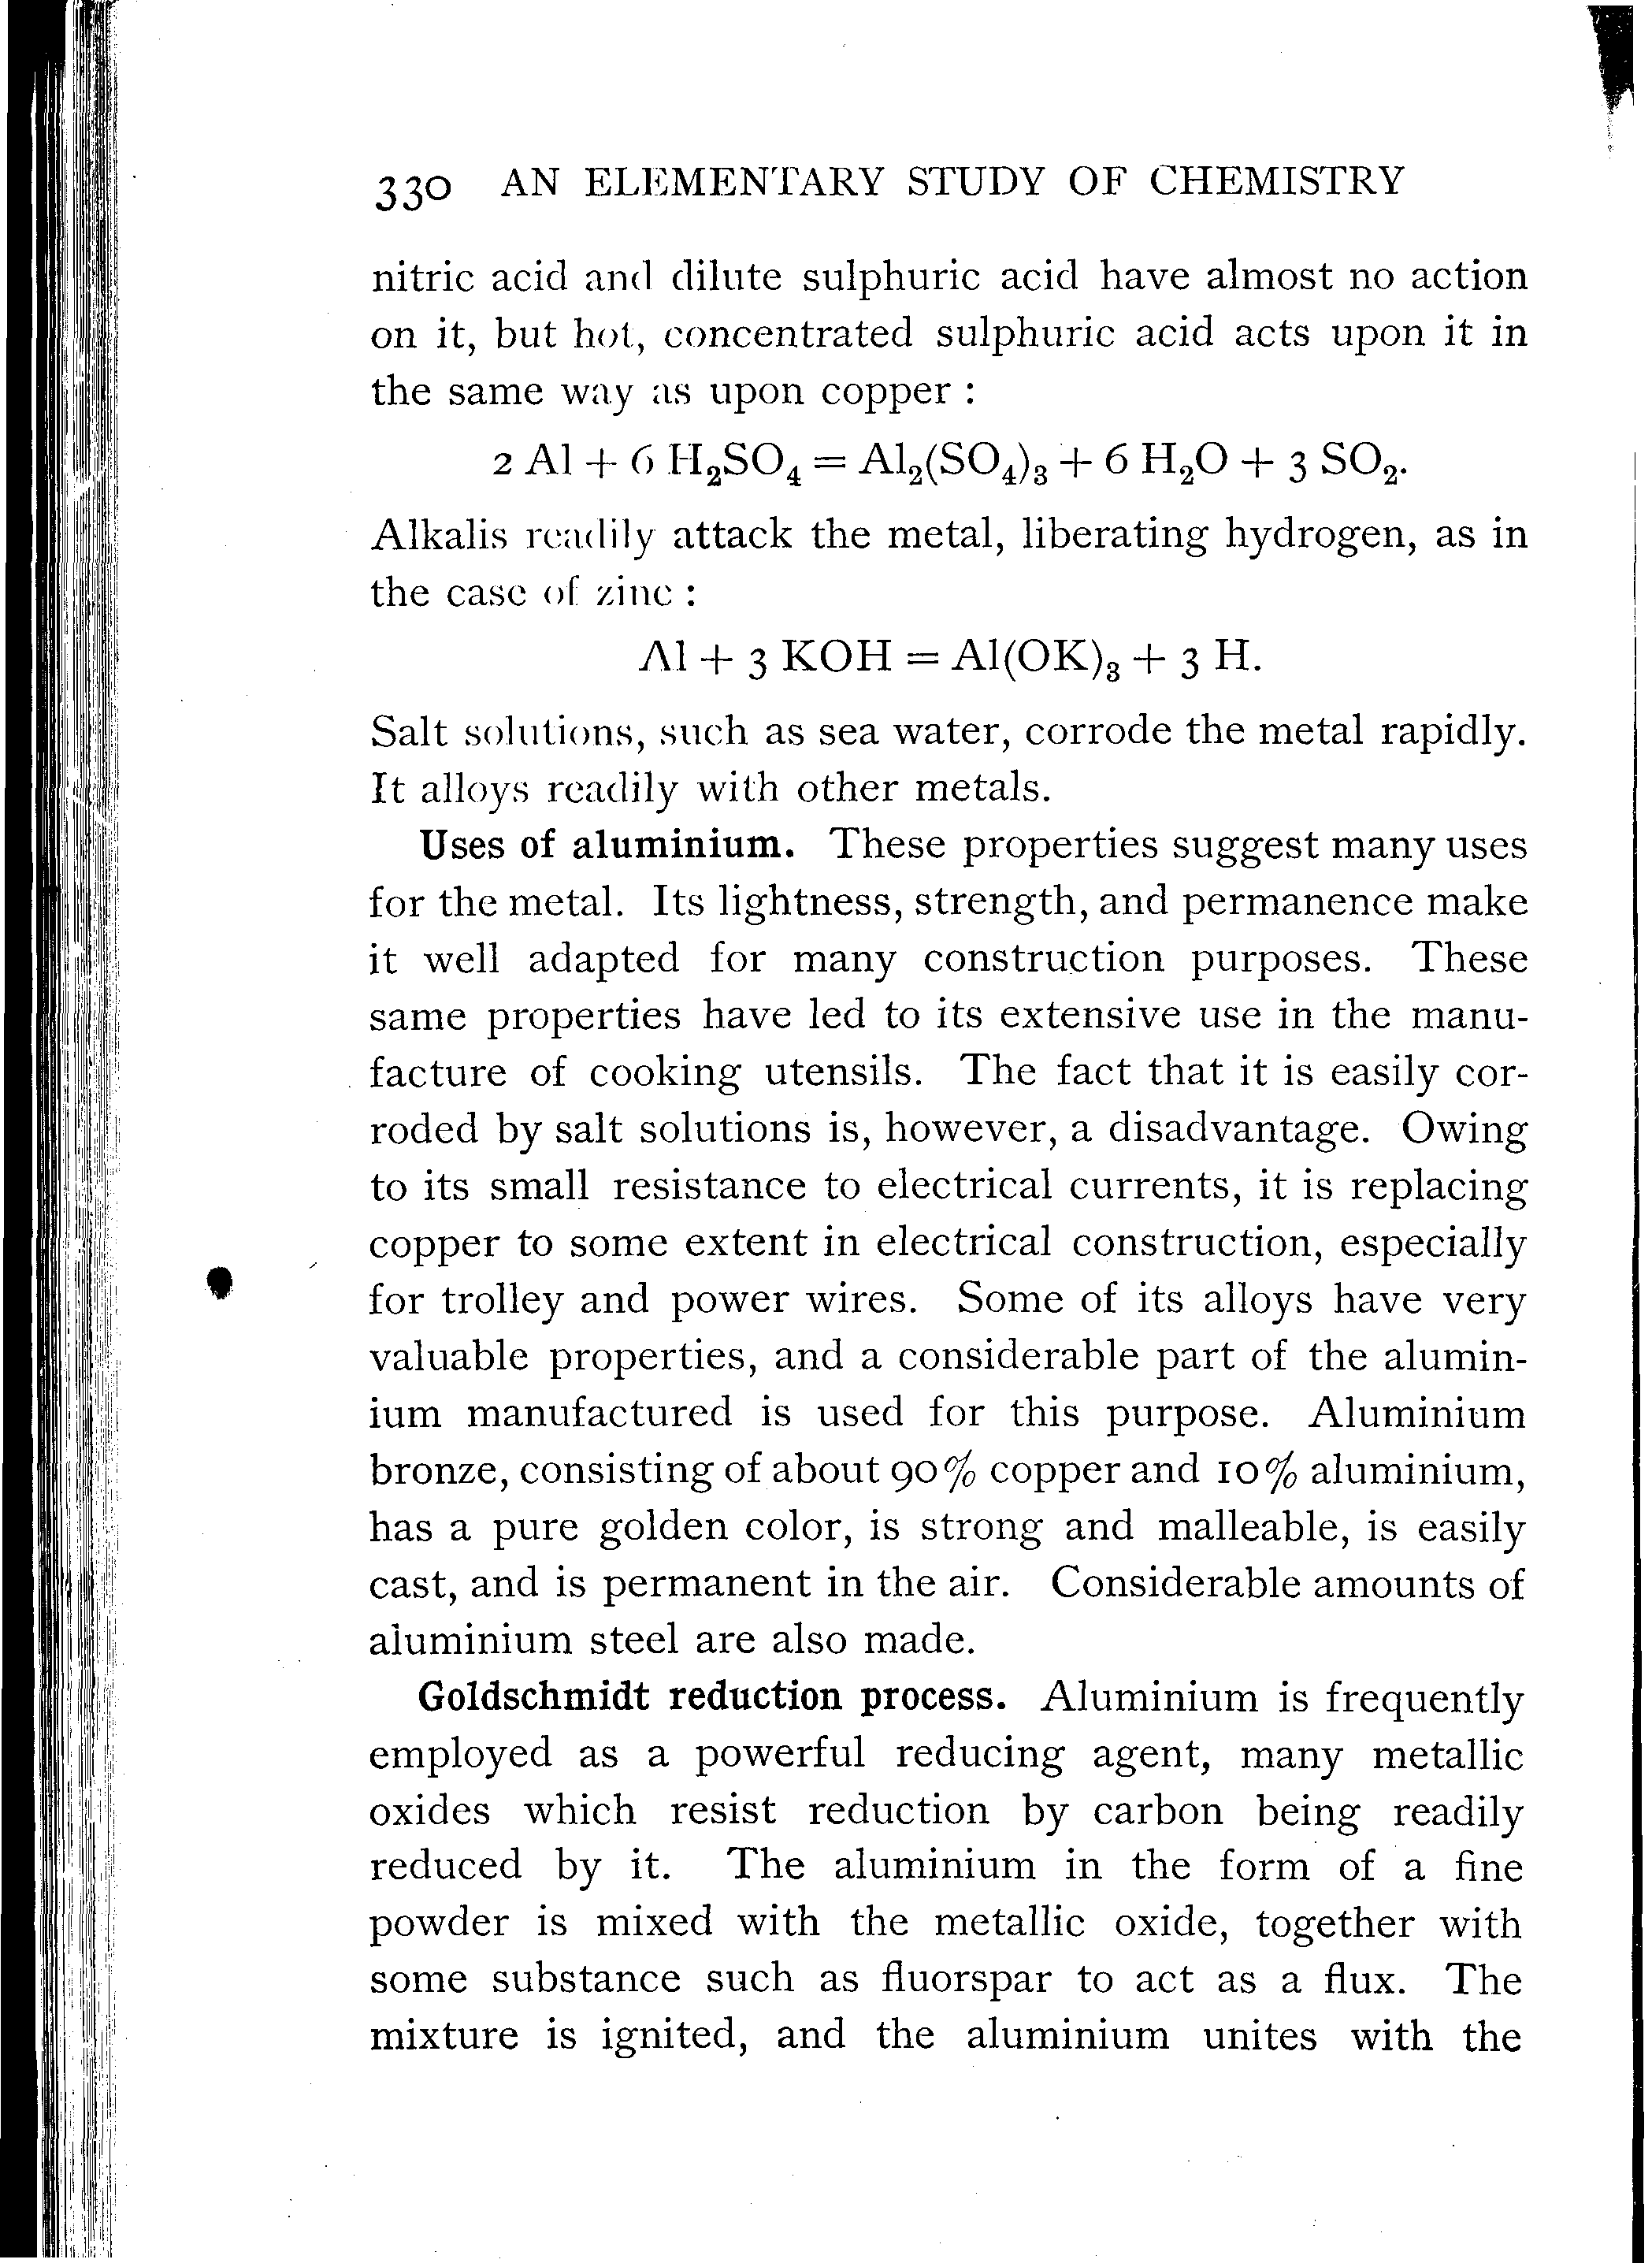 330 AN ELEMENTARY STUDY OF CHEMISTRY
nitric acid and dilute sulphuric acid have almost no action
on it, but hot, concentrated sulphuric acid acts upon it in
the same way as upon copper :
2 Al + 6 H₂SO₄ = Al₂(SO₄)₃ + 6 H₂O + 3 SO₂.
Alkalis readily attack the metal, liberating hydrogen, as in
the case of zinc :
Al + 3 KOH = Al(OK)₃ + 3 H.
Salt solutions, such as sea water, corrode the metal rapidly.
It alloys readily with other metals.
Uses of aluminium. These properties suggest many uses
for the metal. Its lightness, strength, and permanence make
it well adapted for many construction purposes. These
same properties have led to its extensive use in the manu-
facture of cooking utensils. The fact that it is easily cor-
roded by salt solutions is, however, a disadvantage. Owing
to its small resistance to electrical currents, it is replacing
copper to some extent in electrical construction, especially
for trolley and power wires. Some of its alloys have very
valuable properties, and a considerable part of the alumin-
ium manufactured is used for this purpose. Aluminium
bronze, consisting of about 90% copper and 10% aluminium,
has a pure golden color, is strong and malleable, is easily
cast, and is permanent in the air. Considerable amounts of
aluminium steel are also made.
Goldschmidt reduction process. Aluminium is frequently
employed as a powerful reducing agent, many metallic
oxides which resist reduction by carbon being readily
reduced by it. The aluminium in the form of a fine
powder is mixed with the metallic oxide, together with
some substance such as fluorspar to act as a flux. The
mixture is ignited, and the aluminium unites with the